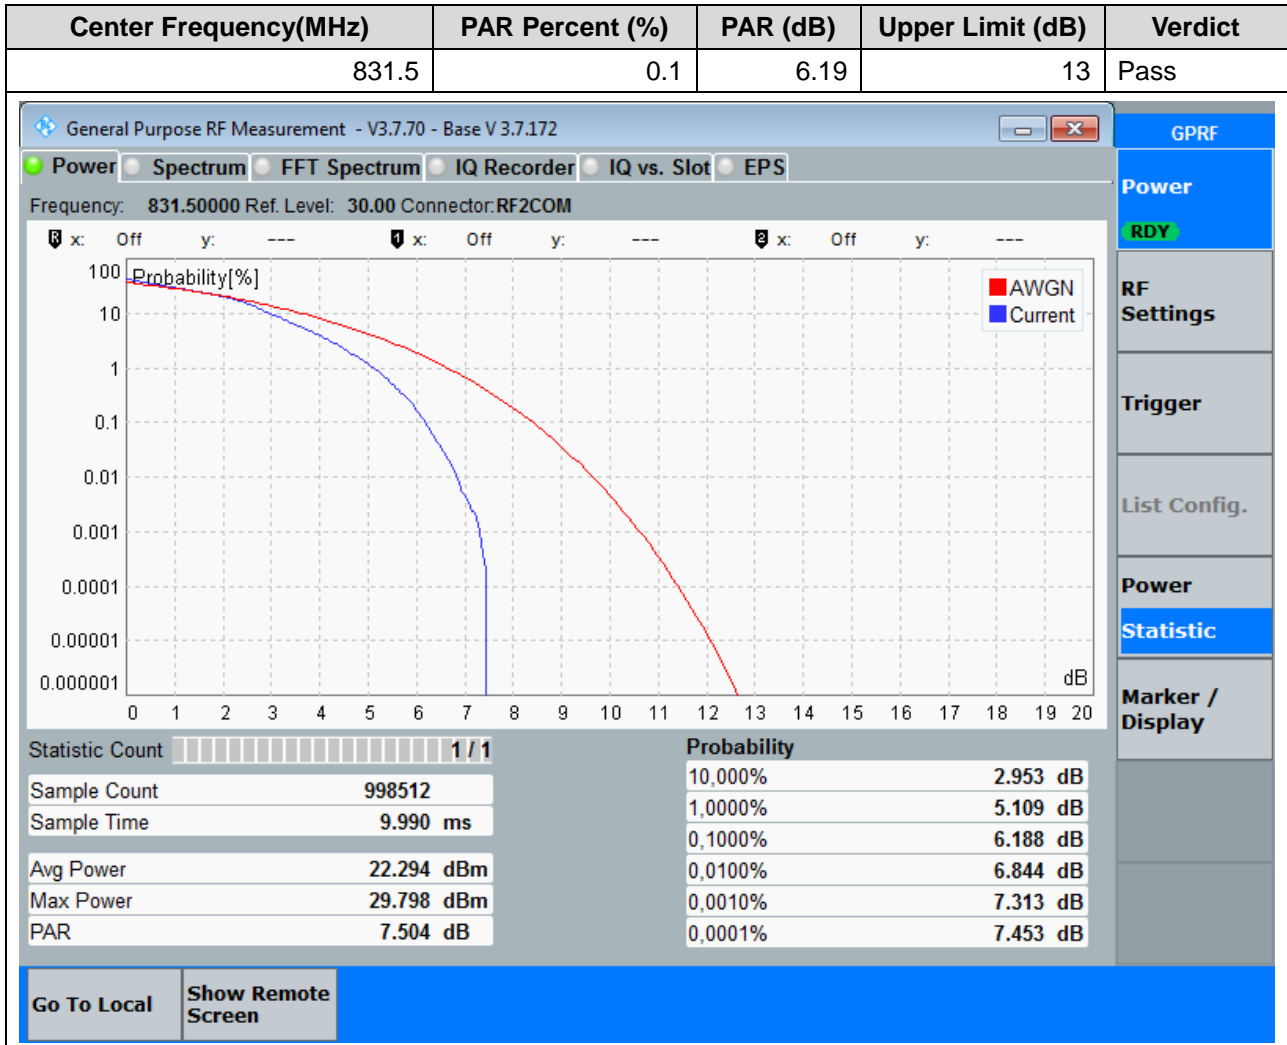 Center Frequency(MHz) PAR Percent (%) PAR (dB) Upper Limit (dB) Verdict
831.5 0.1 6.19 13 Pass
General Purpose RF Measurement - V3.7.70 - Base V 3.7.172
GPRF
Power Spectrum FFT Spectrum IQ Recorder IQ vs. Slot EPS
Power
RDY
Frequency: 831.50000 Ref. Level: 30.00 Connector: RF2COM
R x: Off y: --- 1 x: Off y: --- 2 x: Off y: ---
Probability[%]
AWGN
Current
100
10
1
0.1
0.01
0.001
0.0001
0.00001
0.000001
dB
0 1 2 3 4 5 6 7 8 9 10 11 12 13 14 15 16 17 18 19 20
RF
Settings
Trigger
List Config.
Power
Statistic
Marker /
Display
Statistic Count 1 / 1
Sample Count 998512
Sample Time 9.990 ms
Avg Power 22.294 dBm
Max Power 29.798 dBm
PAR 7.504 dB
Probability
10,000% 2.953 dB
1,0000% 5.109 dB
0,1000% 6.188 dB
0,0100% 6.844 dB
0,0010% 7.313 dB
0,0001% 7.453 dB
Go To Local
Show Remote
Screen